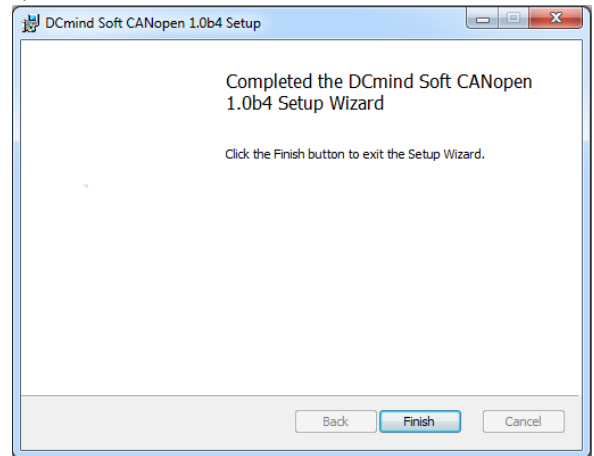 DCmind Soft CANopen 1.0b4 Setup
Completed the DCmind Soft CANopen
1.0b4 Setup Wizard
Click the Finish button to exit the Setup Wizard.
Back Finish Cancel